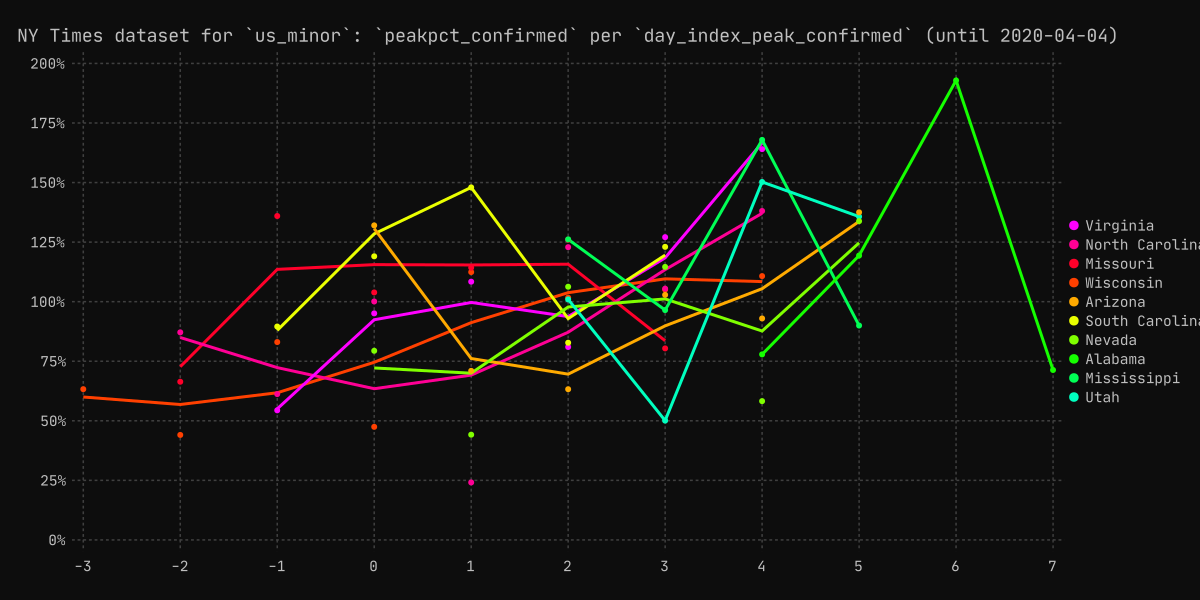 NY Times dataset for `us_minor`: `peakpct_confirmed` per `day_index_peak_confirmed` (until 2020-04-04)
200%
175%
150%
125%
100%
75%
50%
25%
0%
-3 -2 -1 0 1 2 3 4 5 6 7
Virginia
North Carolina
Missouri
Wisconsin
Arizona
South Carolina
Nevada
Alabama
Mississippi
Utah